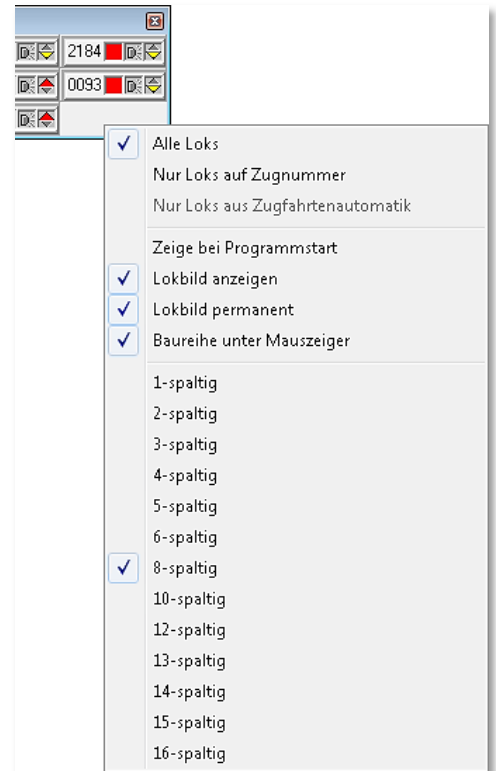 D 2184 D
D 0093 D
D
Alle Loks
Nur Loks auf Zugnummer
Nur Loks aus Zugfahrtenautomatik
Zeige bei Programmstart
Lokbild anzeigen
Lokbild permanent
Baureihe unter Mauszeiger
1-spaltig
2-spaltig
3-spaltig
4-spaltig
5-spaltig
6-spaltig
8-spaltig
10-spaltig
12-spaltig
13-spaltig
14-spaltig
15-spaltig
16-spaltig